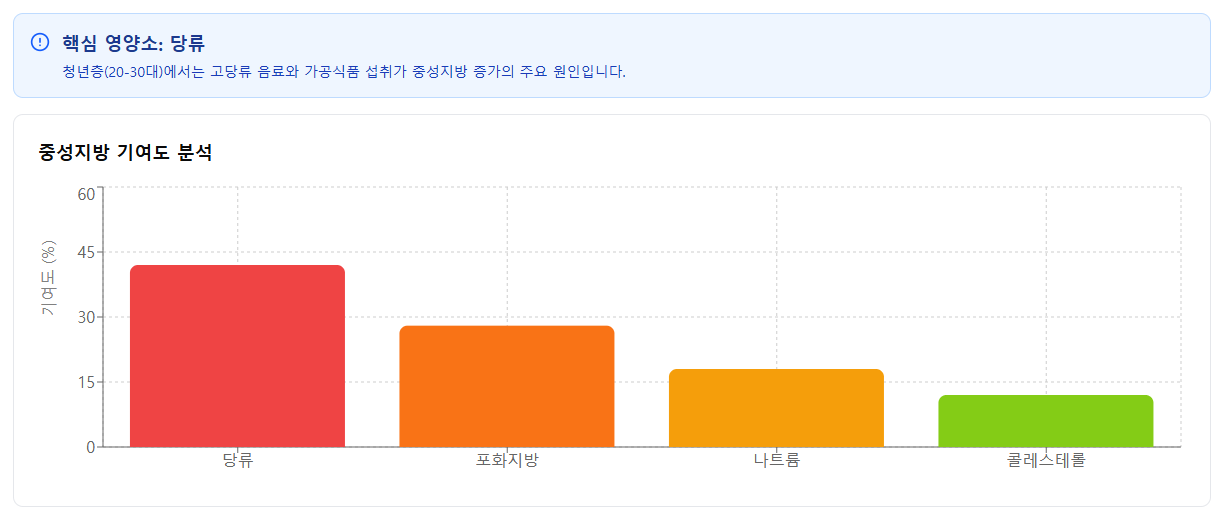 핵심 영양소: 당류
청년층(20-30대)에서는 고당류 음료와 가공식품 섭취가 중성지방 증가의 주요 원인입니다.
중성지방 기여도 분석
기여도 (%)
60
45
30
15
0
당류
포화지방
나트륨
콜레스테롤